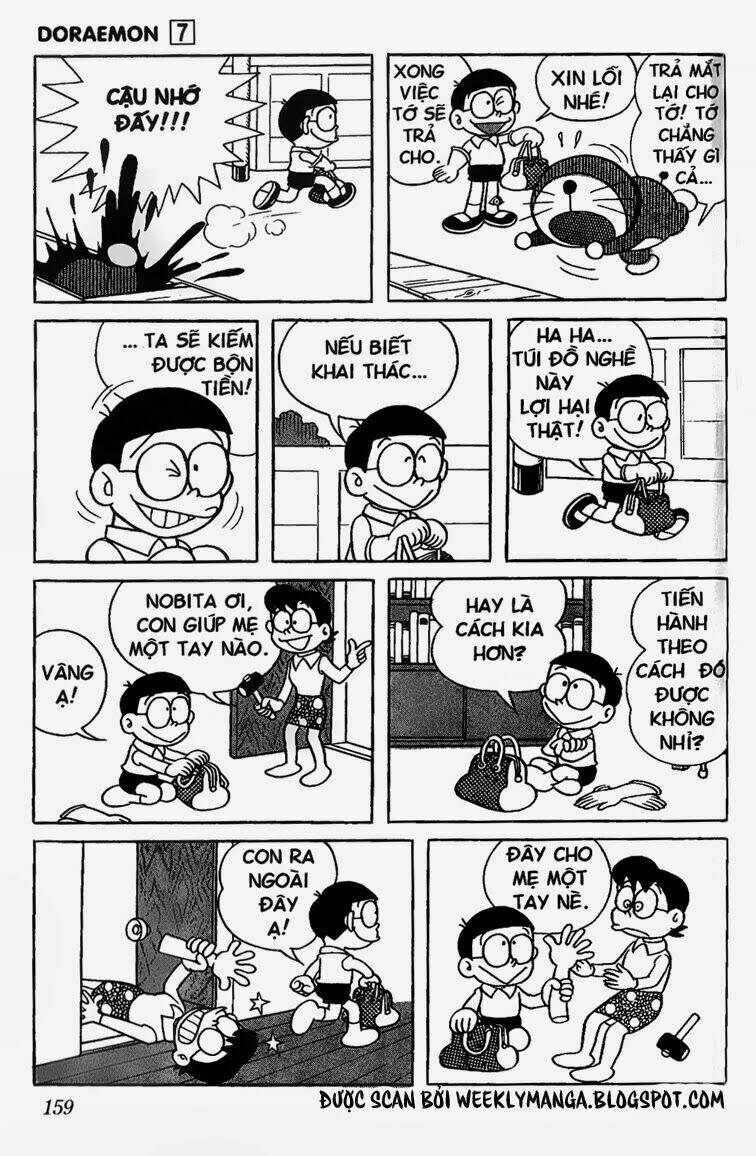 DORAEMON 7
TRẢ MẮT
LẠI CHO
TỚ! TỚ
CHẲNG
THẤY GÌ
CẢ...
XIN LỖI
NHÉ!
XONG
VIỆC
TỚ SẼ
TRẢ
CHO.
CẬU NHỚ
ĐẤY!!!
HA HA...
TÚI ĐỒ NGHỀ
NÀY
LỢI HẠI
THẬT!
NẾU BIẾT
KHAI THÁC...
... TA SẼ KIẾM
ĐƯỢC BỘN
TIỀN!
TIẾN
HÀNH
THEO
CÁCH ĐÓ
ĐƯỢC
KHÔNG
NHỈ?
HAY LÀ
CÁCH KIA
HƠN?
NOBITA ƠI,
CON GIÚP MẸ
MỘT TAY NÀO.
VÂNG
Ạ!
ĐÂY CHO
MẸ MỘT
TAY NÈ.
CON RA
NGOÀI
ĐÂY
Ạ!
159
ĐƯỢC SCAN BỞI WEEKLYMANGA.BLOGSPOT.COM